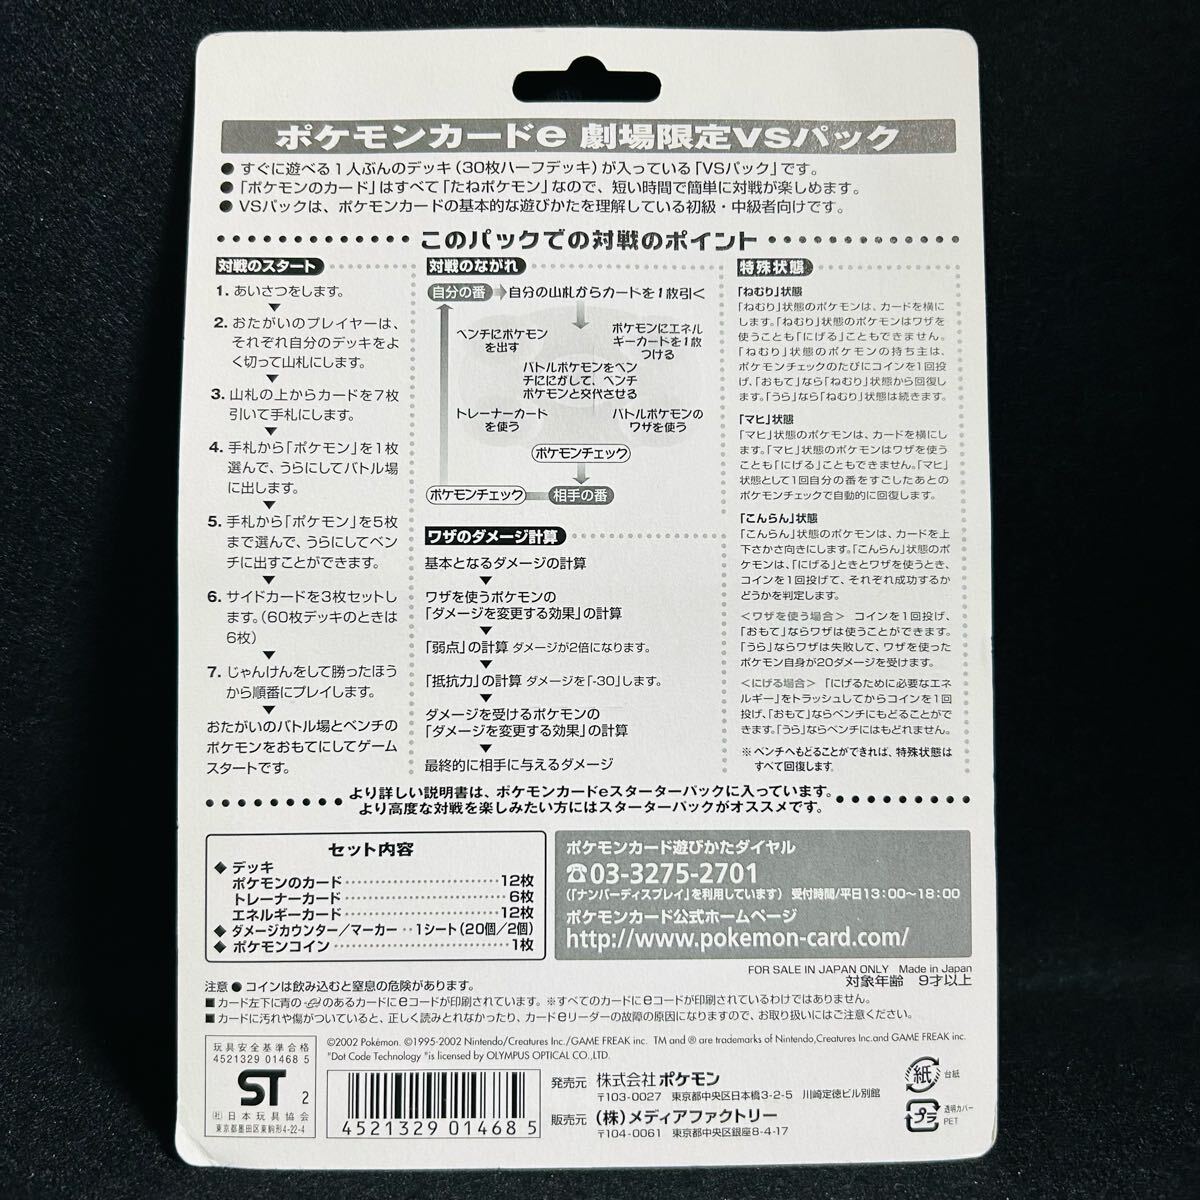 ポケモンカードe 劇場限定VSパック
● すぐに遊べる1人ぶんのデッキ(30枚ハーフデッキ)が入っている「VSパック」です。
● 「ポケモンのカード」はすべて「たねポケモン」なので、短い時間で簡単に対戦が楽しめます。
● VSパックは、ポケモンカードの基本的な遊びかたを理解している初級・中級者向けです。
このパックでの対戦のポイント
対戦のスタート
1. あいさつをします。
2. おたがいのプレイヤーは、
それぞれ自分のデッキをよ
く切って山札にします。
3. 山札の上からカードを7枚
引いて手札にします。
4. 手札から「ポケモン」を1枚
選んで、うらにしてバトル場
に出します。
5. 手札から「ポケモン」を5枚
まで選んで、うらにしてベン
チに出すことができます。
6. サイドカードを3枚セットし
ます。(60枚デッキのときは
6枚)
7. じゃんけんをして勝ったほう
から順番にプレイします。
おたがいのバトル場とベンチの
ポケモンをおもてにしてゲーム
スタートです。
対戦のながれ
自分の番
自分の山札からカードを1枚引く
ベンチにポケモン
を出す
ポケモンにエネル
ギーカードを1枚
つける
バトルポケモンをベン
チににがして、ベンチ
ポケモンと交代させる
トレーナーカード
を使う
バトルポケモンの
ワザを使う
ポケモンチェック
ポケモンチェック
相手の番
ワザのダメージ計算
基本となるダメージの計算
ワザを使うポケモンの
「ダメージを変更する効果」の計算
「弱点」の計算 ダメージが2倍になります。
「抵抗力」の計算 ダメージを「-30」します。
ダメージを受けるポケモンの
「ダメージを変更する効果」の計算
最終的に相手に与えるダメージ
特殊状態
「ねむり」状態
「ねむり」状態のポケモンは、カードを横に
します。「ねむり」状態のポケモンはワザを
使うことも「にげる」こともできません。
「ねむり」状態のポケモンの持ち主は、
ポケモンチェックのたびにコインを1回投
げ、「おもて」なら「ねむり」状態から回復し
ます。「うら」なら「ねむり」状態は続きます。
「マヒ」状態
「マヒ」状態のポケモンは、カードを横にし
ます。「マヒ」状態のポケモンはワザを使う
ことも「にげる」こともできません。「マヒ」
状態として1回自分の番をすごしたあとの
ポケモンチェックで自動的に回復します。
「こんらん」状態
「こんらん」状態のポケモンは、カードを上
下さかさ向きにします。「こんらん」状態のポ
ケモンは、「にげる」ときとワザを使うとき、
コインを1回投げて、それぞれ成功するか
どうかを判定します。
<ワザを使う場合> コインを1回投げ、
「おもて」ならワザは使うことができます。
「うら」ならワザは失敗して、ワザを使った
ポケモン自身が20ダメージを受けます。
<にげる場合> 「にげるために必要なエネ
ルギー」をトラッシュしてからコインを1回
投げ、「おもて」ならベンチにもどることがで
きます。「うら」ならベンチにはもどれません。
※ ベンチへもどることができれば、特殊状態は
すべて回復します。
より詳しい説明書は、ポケモンカードeスターターパックに入っています。
より高度な対戦を楽しみたい方にはスターターパックがオススメです。
セット内容
◆ デッキ
ポケモンのカード……12枚
トレーナーカード……6枚
エネルギーカード……12枚
◆ ダメージカウンター/マーカー‥1シート(20個/2個)
◆ ポケモンコイン……1枚
ポケモンカード遊びかたダイヤル
☎03-3275-2701
(「ナンバーディスプレイ」を利用しています) 受付時間/平日13:00〜18:00
ポケモンカード公式ホームページ
http://www.pokemon-card.com/
FOR SALE IN JAPAN ONLY Made in Japan
対象年齢 9才以上
注意 ● コインは飲み込むと窒息の危険があります。
■ カード左下に青の のあるカードにeコードが印刷されています。※すべてのカードにeコードが印刷されているわけではありません。
■ カードに汚れや傷がついていると、正しく読みとれなかったり、カードeリーダーの故障の原因になりますので、お取り扱いにはご注意ください。
玩具安全基準合格
4521329 01468 5
ST 2
(社)日本玩具協会
東京都墨田区東駒形4-22-4
©2002 Pokémon. ©1995-2002 Nintendo/Creatures Inc./GAME FREAK inc. TM and ® are trademarks of Nintendo,Creatures Inc.and GAME FREAK inc.
"Dot Code Technology "is licensed by OLYMPUS OPTICAL CO.,LTD.
4521329 01468 5
発売元 株式会社 ポケモン
〒103-0027 東京都中央区日本橋3-2-5 川崎定徳ビル別館
販売元 (株)メディアファクトリー
〒104-0061 東京都中央区銀座8-4-17
紙 台紙
プラ 透明カバー
PET